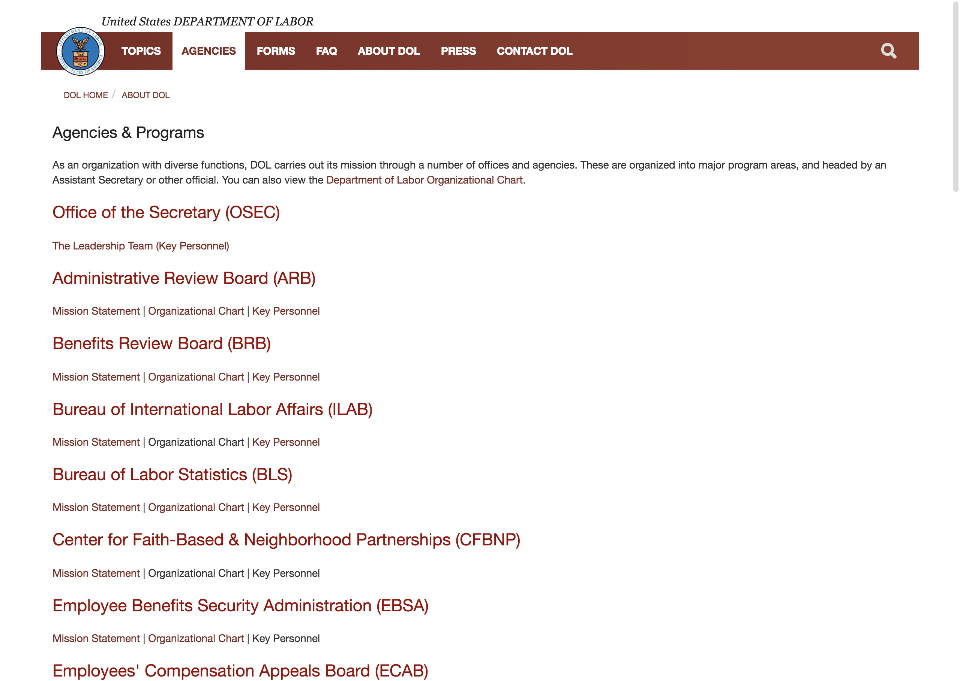 United States DEPARTMENT OF LABOR
TOPICS AGENCIES FORMS FAQ ABOUT DOL PRESS CONTACT DOL
DOL HOME / ABOUT DOL
Agencies & Programs
As an organization with diverse functions, DOL carries out its mission through a number of offices and agencies. These are organized into major program areas, and headed by an
Assistant Secretary or other official. You can also view the Department of Labor Organizational Chart.
Office of the Secretary (OSEC)
The Leadership Team (Key Personnel)
Administrative Review Board (ARB)
Mission Statement | Organizational Chart | Key Personnel
Benefits Review Board (BRB)
Mission Statement | Organizational Chart | Key Personnel
Bureau of International Labor Affairs (ILAB)
Mission Statement | Organizational Chart | Key Personnel
Bureau of Labor Statistics (BLS)
Mission Statement | Organizational Chart | Key Personnel
Center for Faith-Based & Neighborhood Partnerships (CFBNP)
Mission Statement | Organizational Chart | Key Personnel
Employee Benefits Security Administration (EBSA)
Mission Statement | Organizational Chart | Key Personnel
Employees' Compensation Appeals Board (ECAB)